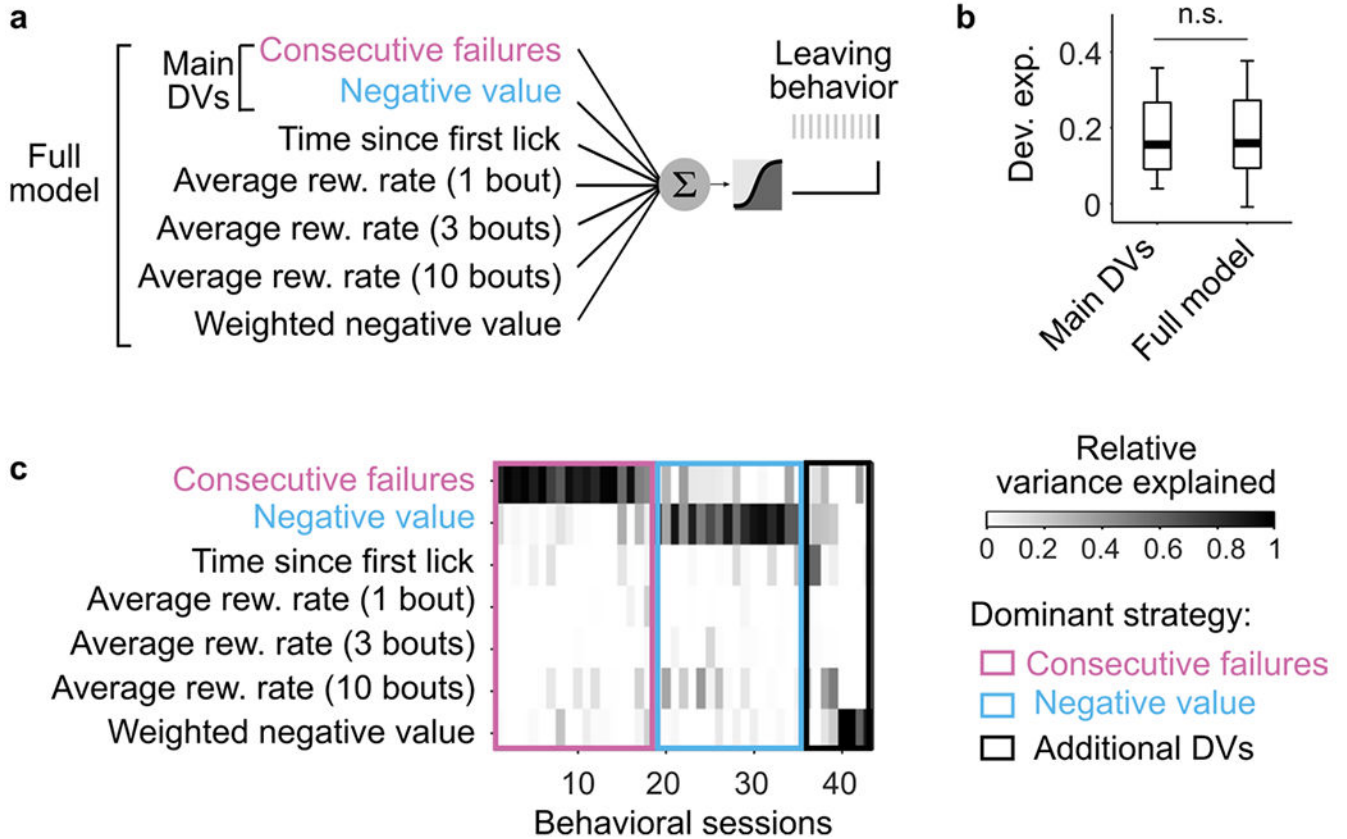 a
Main
DVs
Full
model
Consecutive failures
Negative value
Time since first lick
Average rew. rate (1 bout)
Average rew. rate (3 bouts)
Average rew. rate (10 bouts)
Weighted negative value
Σ
Leaving
behavior
b
n.s.
Dev. exp.
0.4
0.2
0
Main DVs
Full model
c
Consecutive failures
Negative value
Time since first lick
Average rew. rate (1 bout)
Average rew. rate (3 bouts)
Average rew. rate (10 bouts)
Weighted negative value
10 20 30 40
Behavioral sessions
Relative
variance explained
0 0.2 0.4 0.6 0.8 1
Dominant strategy:
Consecutive failures
Negative value
Additional DVs